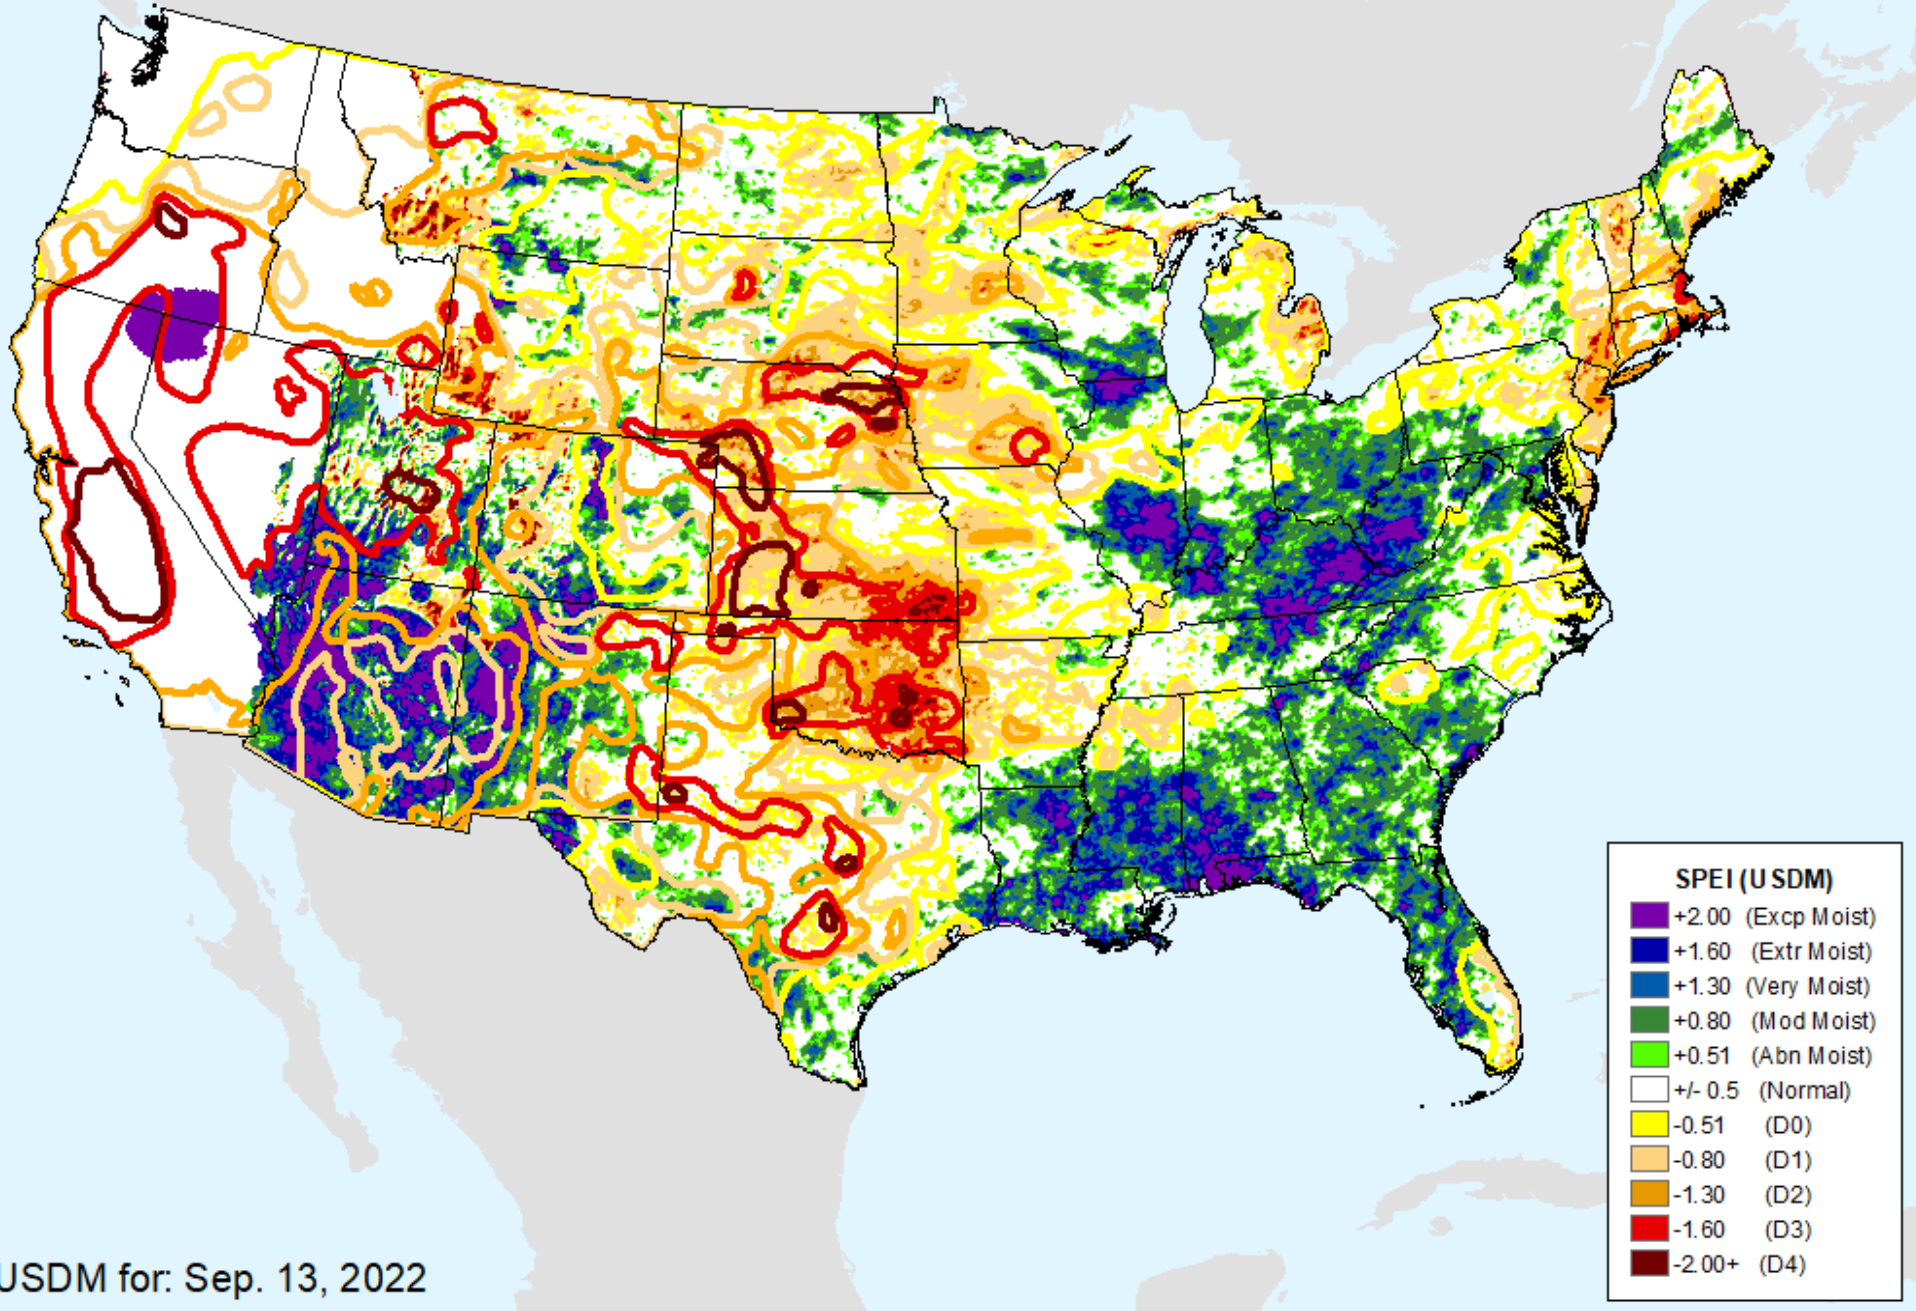 SPEI (USDM)
+2.00 (Excp Moist)
+1.60 (Extr Moist)
+1.30 (Very Moist)
+0.80 (Mod Moist)
+0.51 (Abn Moist)
+/- 0.5 (Normal)
-0.51 (D0)
-0.80 (D1)
-1.30 (D2)
-1.60 (D3)
-2.00+ (D4)
USDM for: Sep. 13, 2022